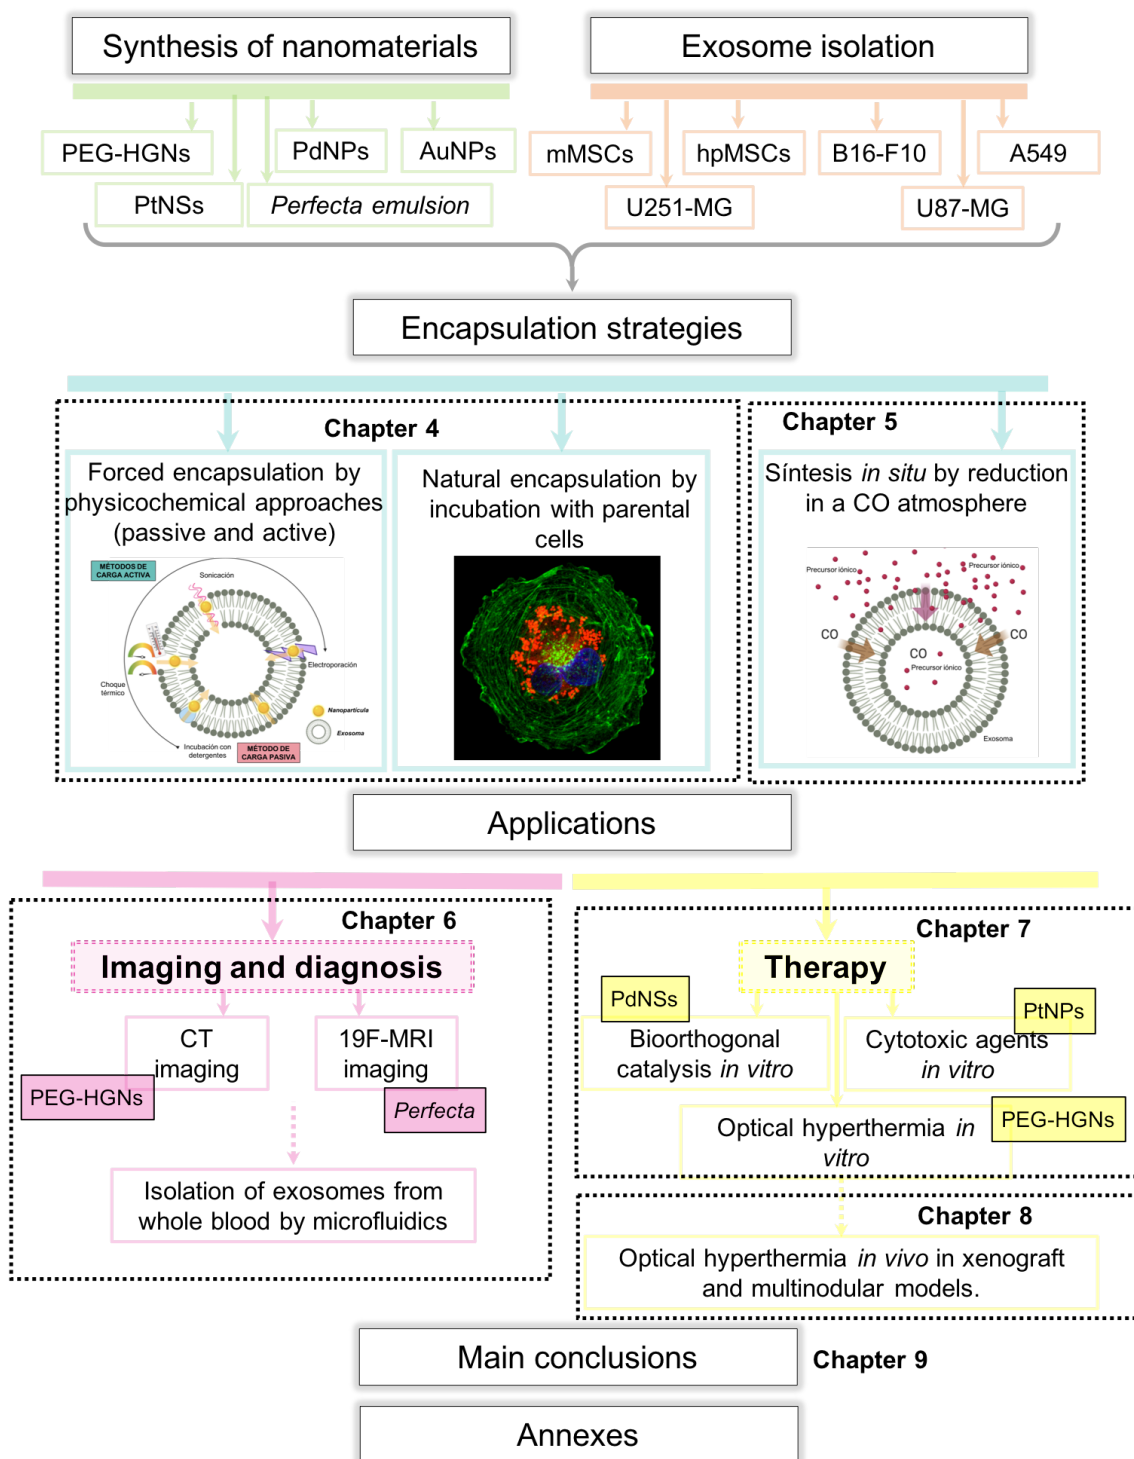 Synthesis of nanomaterials
Exosome isolation
PEG-HGNs
PdNPs
AuNPs
mMSCs
hpMSCs
B16-F10
A549
PtNSs
Perfecta emulsion
U251-MG
U87-MG
Encapsulation strategies
Chapter 4
Chapter 5
Forced encapsulation by
physicochemical approaches
(passive and active)
MÉTODOS DE
CARGA ACTIVA
Sonicación
Electroporación
Choque
térmico
Nanopartícula
Exosoma
Incubación con
detergentes
MÉTODO DE
CARGA PASIVA
Natural encapsulation by
incubation with parental
cells
Síntesis in situ by reduction
in a CO atmosphere
Precursor iónico
Precursor iónico
CO
CO
CO
Precursor iónico
Exosoma
Applications
Chapter 6
Imaging and diagnosis
CT
imaging
19F-MRI
imaging
PEG-HGNs
Perfecta
Isolation of exosomes from
whole blood by microfluidics
Chapter 7
Therapy
PdNSs
PtNPs
Bioorthogonal
catalysis in vitro
Cytotoxic agents
in vitro
PEG-HGNs
Optical hyperthermia in
vitro
Chapter 8
Optical hyperthermia in vivo in xenograft
and multinodular models.
Main conclusions
Chapter 9
Annexes